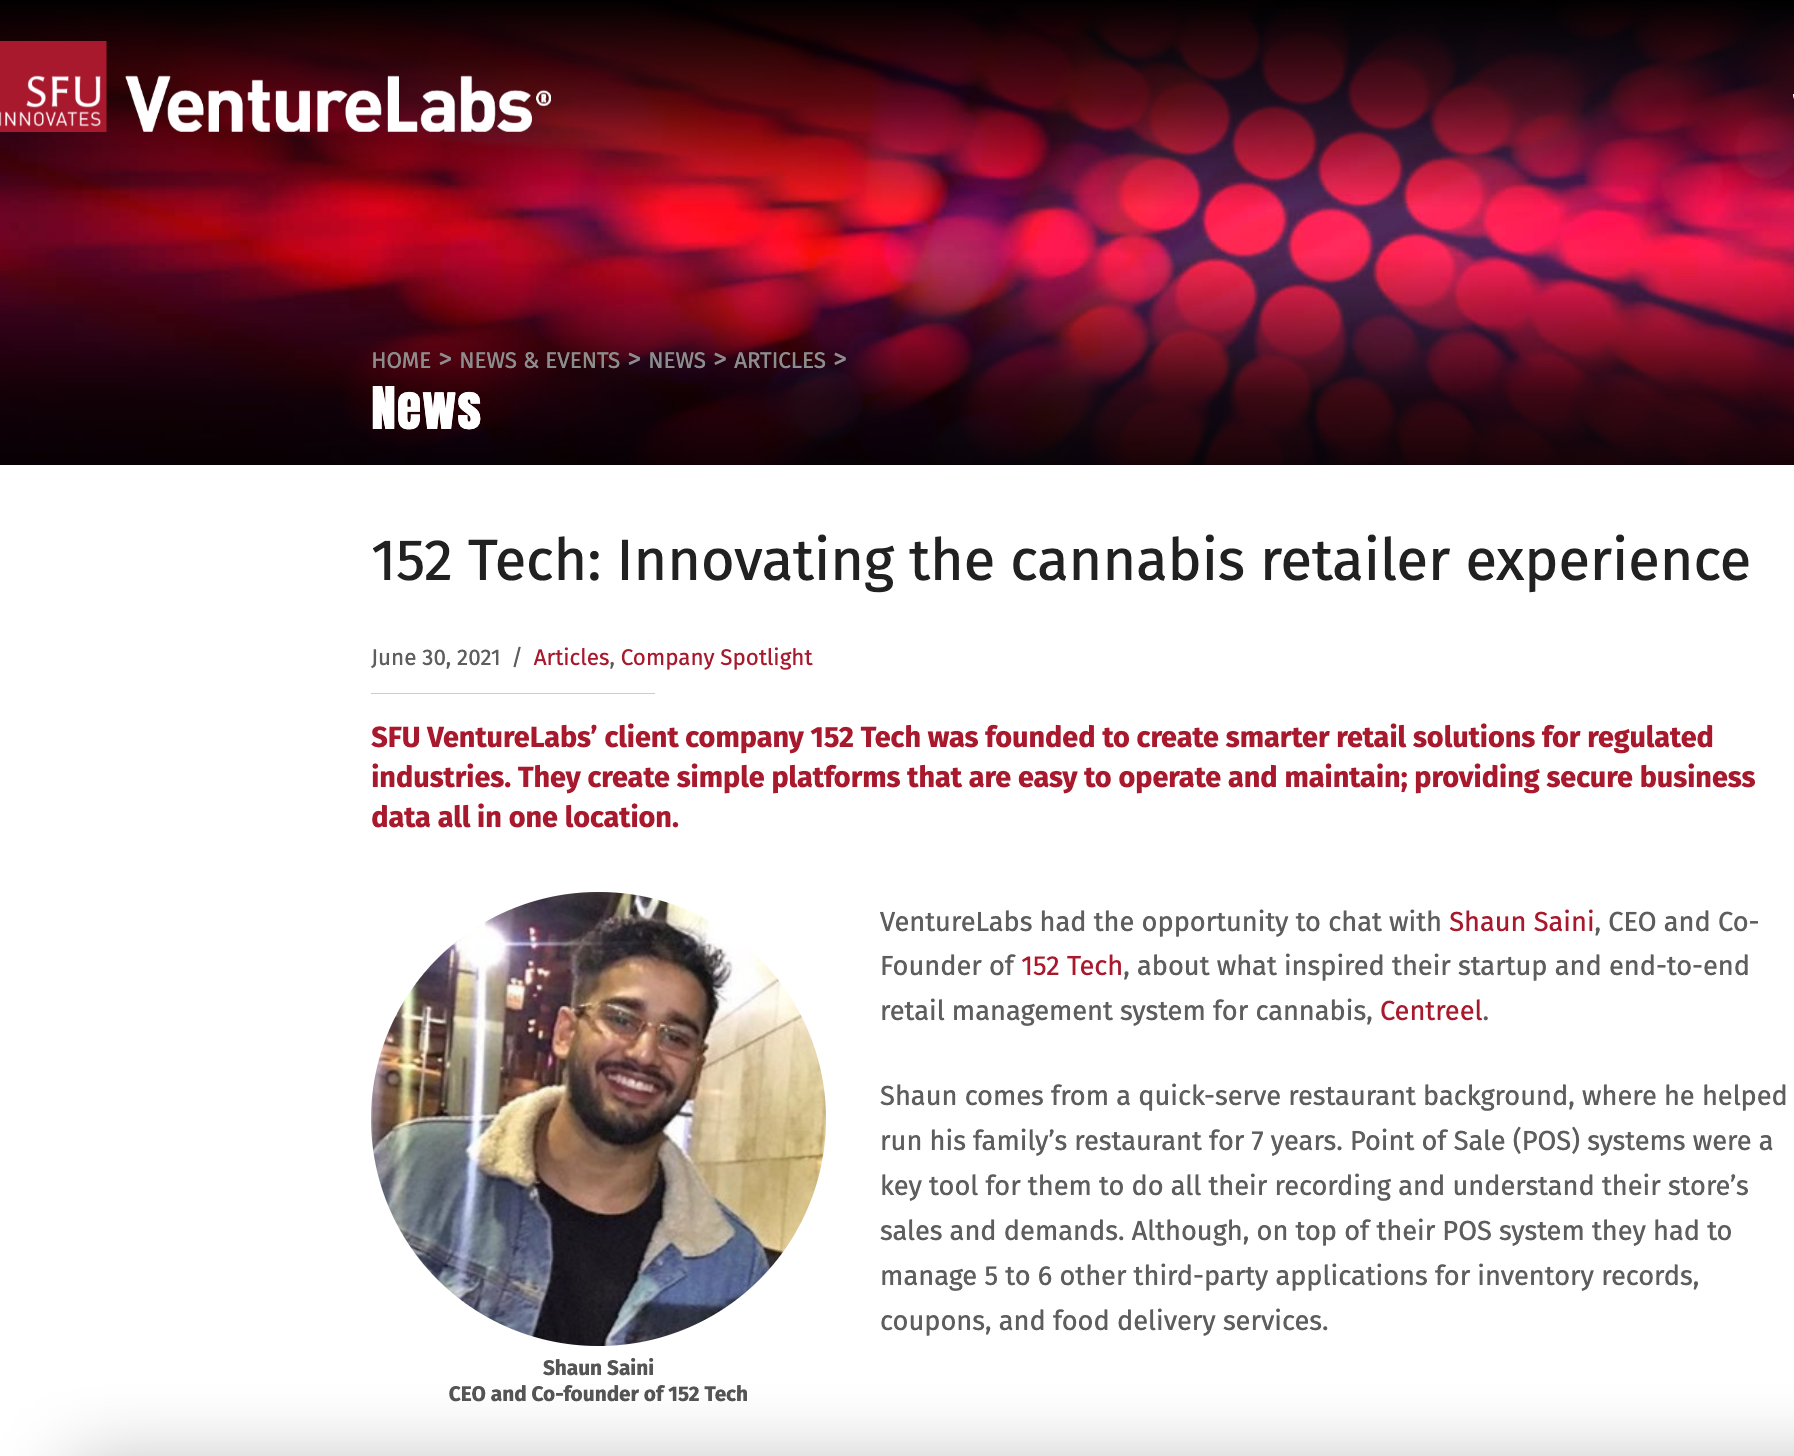 SFU
INNOVATES
VentureLabs®
HOME > NEWS & EVENTS > NEWS > ARTICLES >
News
152 Tech: Innovating the cannabis retailer experience
June 30, 2021 / Articles, Company Spotlight
SFU VentureLabs’ client company 152 Tech was founded to create smarter retail solutions for regulated
industries. They create simple platforms that are easy to operate and maintain; providing secure business
data all in one location.
VentureLabs had the opportunity to chat with Shaun Saini, CEO and Co-
Founder of 152 Tech, about what inspired their startup and end-to-end
retail management system for cannabis, Centreel.
Shaun comes from a quick-serve restaurant background, where he helped
run his family’s restaurant for 7 years. Point of Sale (POS) systems were a
key tool for them to do all their recording and understand their store’s
sales and demands. Although, on top of their POS system they had to
manage 5 to 6 other third-party applications for inventory records,
coupons, and food delivery services.
Shaun Saini
CEO and Co-founder of 152 Tech